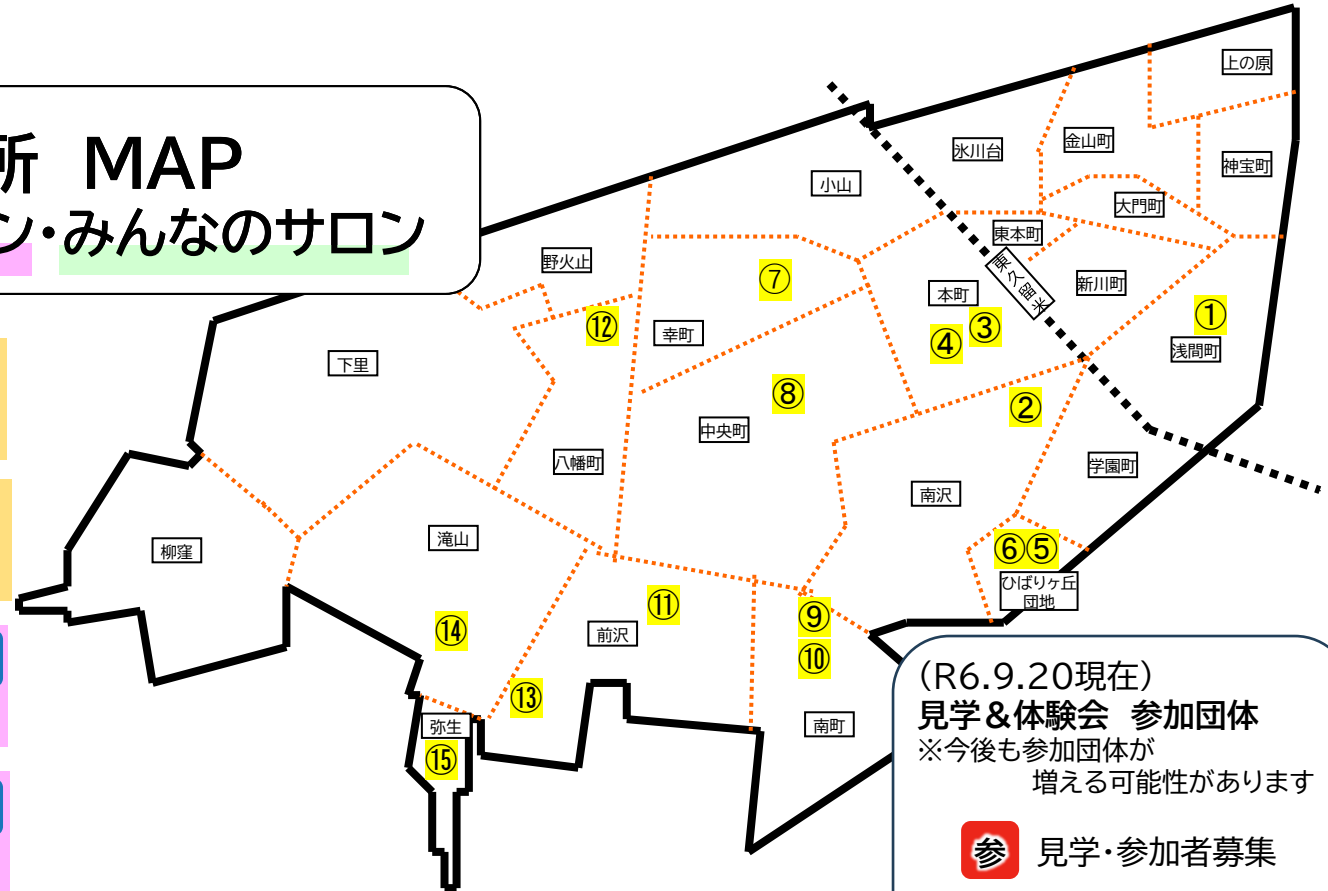 所 MAP
ン・みんなのサロン
上の原
金山町
氷川台
神宝町
小山
大門町
東本町
野火止
東久留米
新川町
⑦
本町
①
⑫
③
幸町
④
浅間町
下里
⑧
②
中央町
八幡町
学園町
南沢
滝山
柳窪
⑥⑤
ひばりヶ丘
団地
⑪
⑨
⑭
前沢
⑩
⑬
弥生
南町
⑮
(R6.9.20現在)
見学&体験会 参加団体
※今後も参加団体が
増える可能性があります
参 見学・参加者募集